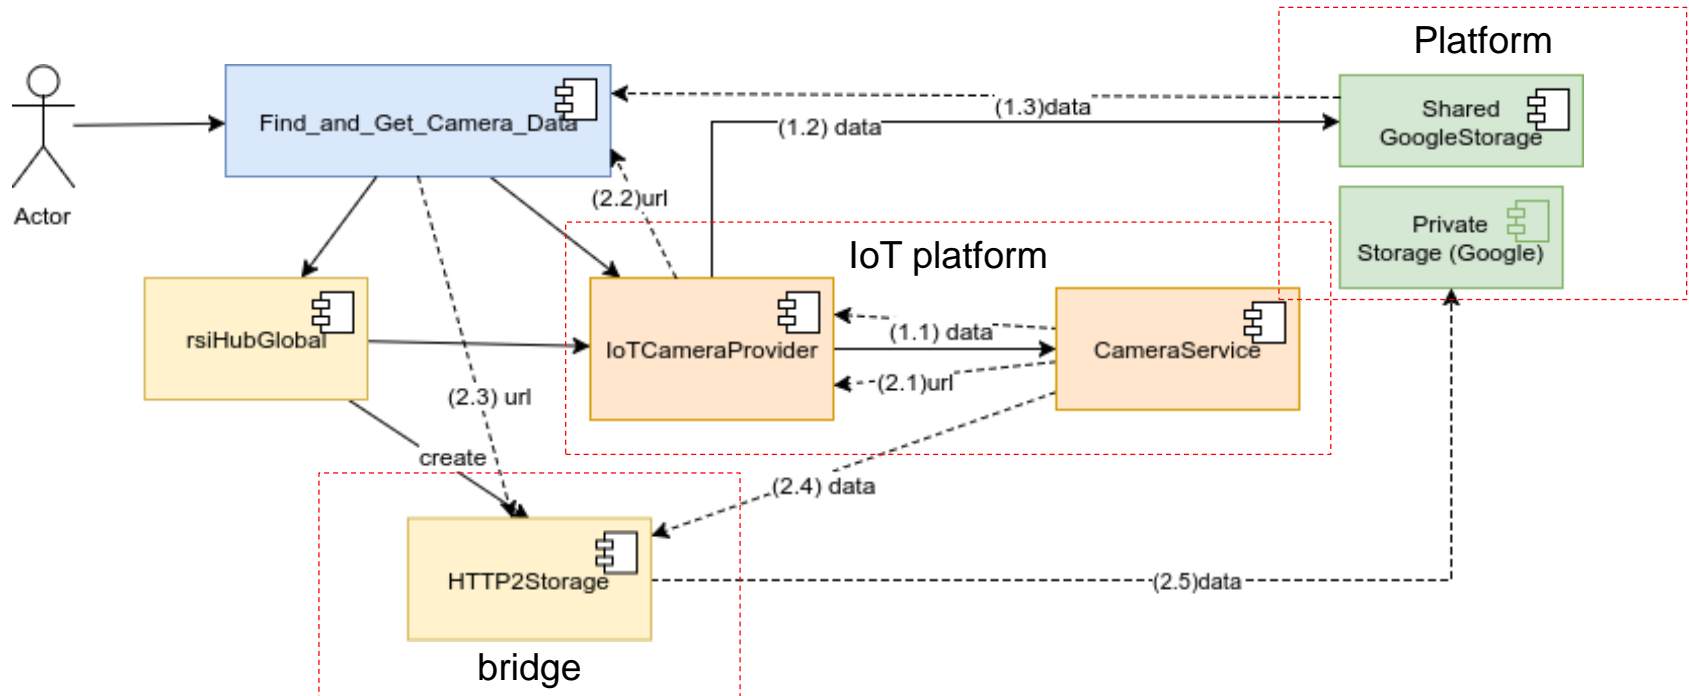 Platform
Shared
GoogleStorage
(1.3)data
(1.2) data
Find_and_Get_Camera_Data
Actor
(2.2)url
Private
Storage (Google)
IoT platform
rsiHubGlobal
IoTCameraProvider
(1.1) data
CameraService
(2.1)url
(2.3) url
create
(2.4) data
HTTP2Storage
(2.5)data
bridge